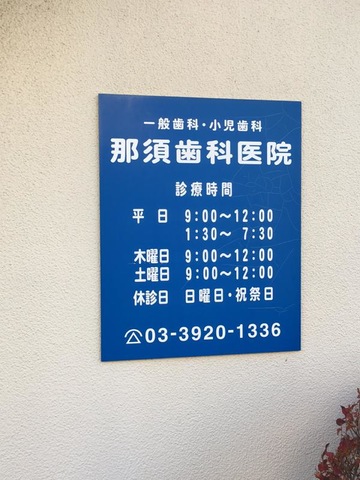 一般歯科・小児歯科
那須歯科医院
診療時間
平日 9:00〜12:00
1:30〜 7:30
木曜日 9:00〜12:00
土曜日 9:00〜12:00
休診日 日曜日・祝祭日
03-3920-1336